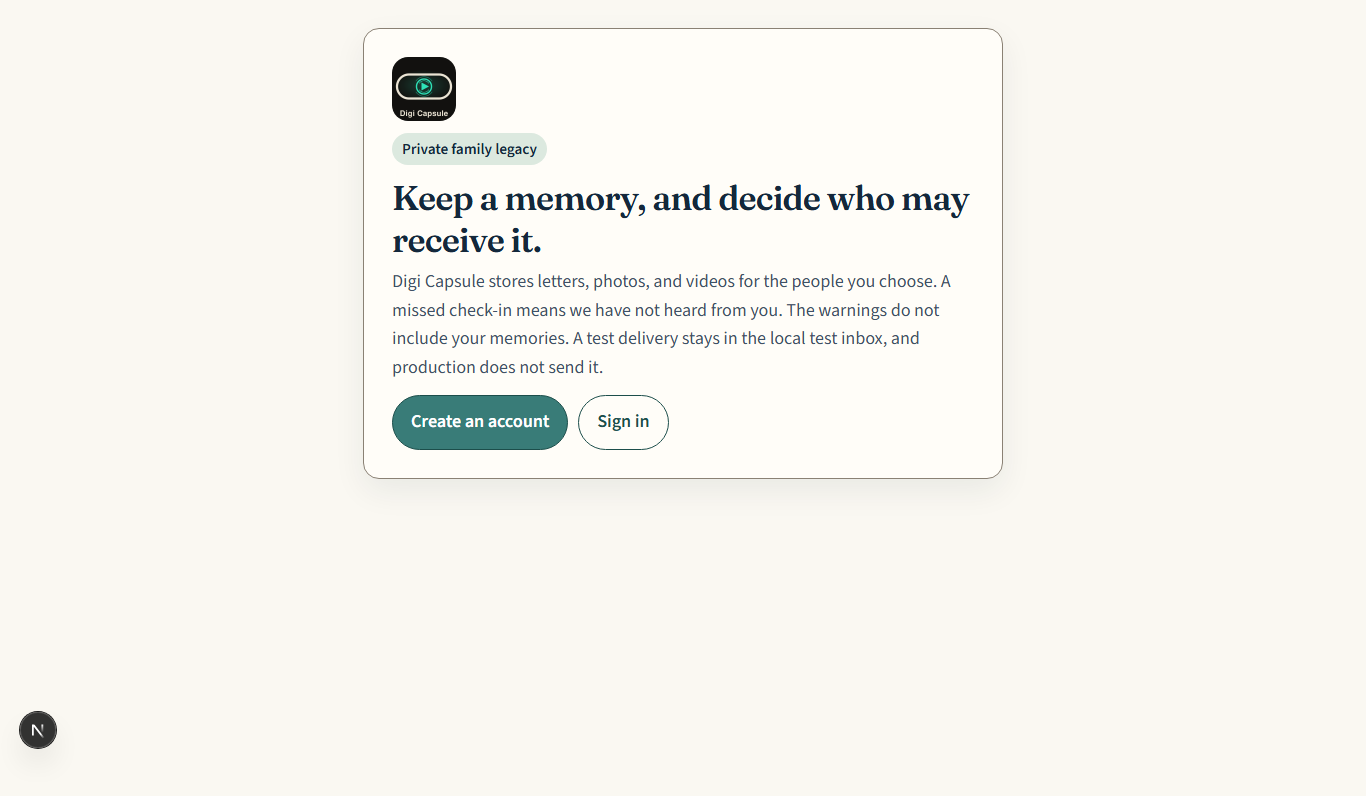 Digi Capsule
Private family legacy
Keep a memory, and decide who may
receive it.
Digi Capsule stores letters, photos, and videos for the people you choose. A
missed check-in means we have not heard from you. The warnings do not
include your memories. A test delivery stays in the local test inbox, and
production does not send it.
Create an account
Sign in
N